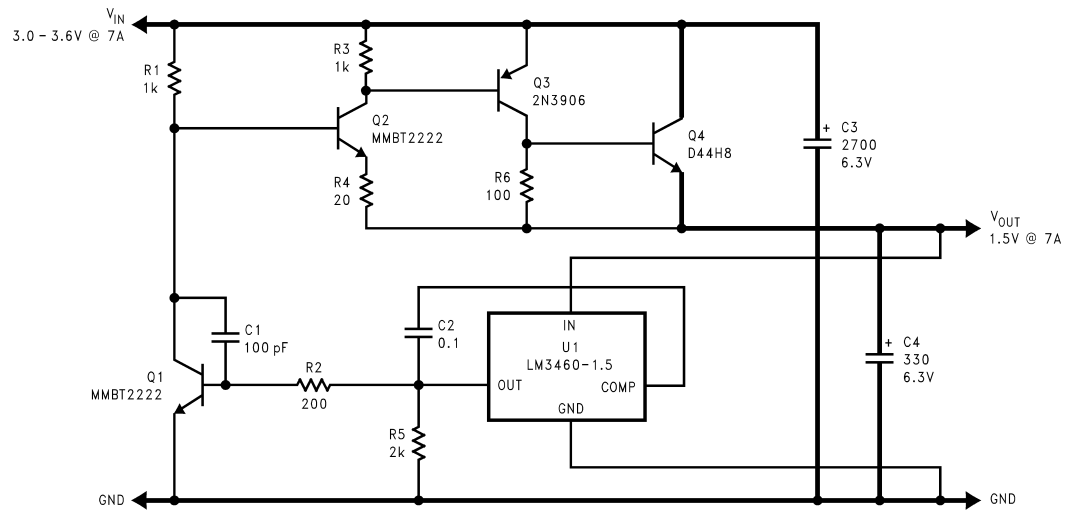 VIN
3.0-3.6V @ 7A
R1
1k
R3
1k
Q2
MMBT2222
R4
20
Q3
2N3906
R6
100
Q4
D44H8
+ C3
2700
6.3V
VOUT
1.5V @ 7A
C1
100 pF
Q1
MMBT2222
R2
200
C2
0.1
R5
2k
IN
U1
LM3460-1.5
OUT
COMP
GND
+ C4
330
6.3V
GND
GND